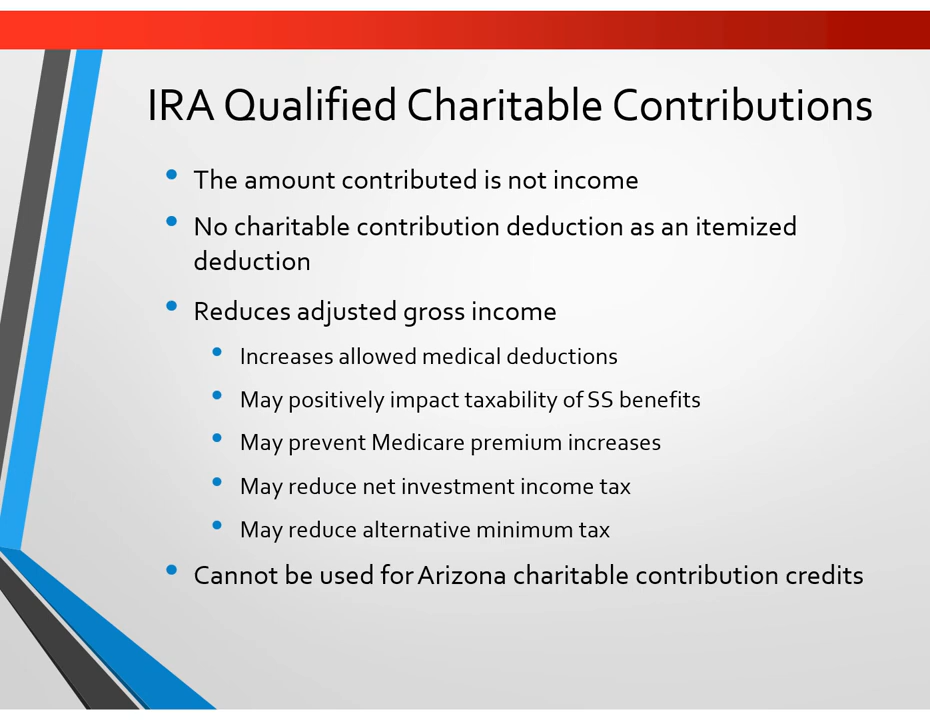 IRA Qualified Charitable Contributions
• The amount contributed is not income
• No charitable contribution deduction as an itemized
deduction
• Reduces adjusted gross income
• Increases allowed medical deductions
• May positively impact taxability of SS benefits
• May prevent Medicare premium increases
• May reduce net investment income tax
• May reduce alternative minimum tax
• Cannot be used for Arizona charitable contribution credits